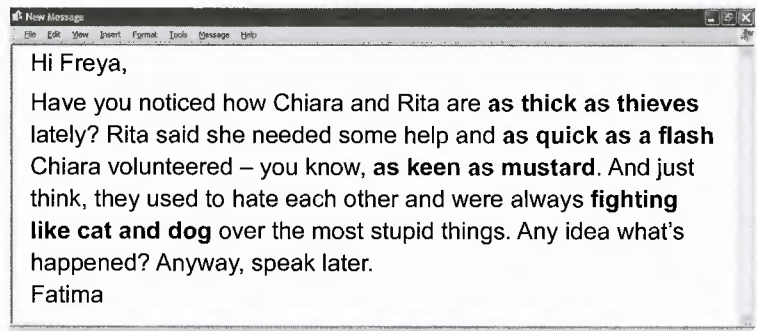 New Message
File Edit View Insert Format Tools Message Help
Hi Freya,
Have you noticed how Chiara and Rita are as thick as thieves
lately? Rita said she needed some help and as quick as a flash
Chiara volunteered – you know, as keen as mustard. And just
think, they used to hate each other and were always fighting
like cat and dog over the most stupid things. Any idea what's
happened? Anyway, speak later.
Fatima